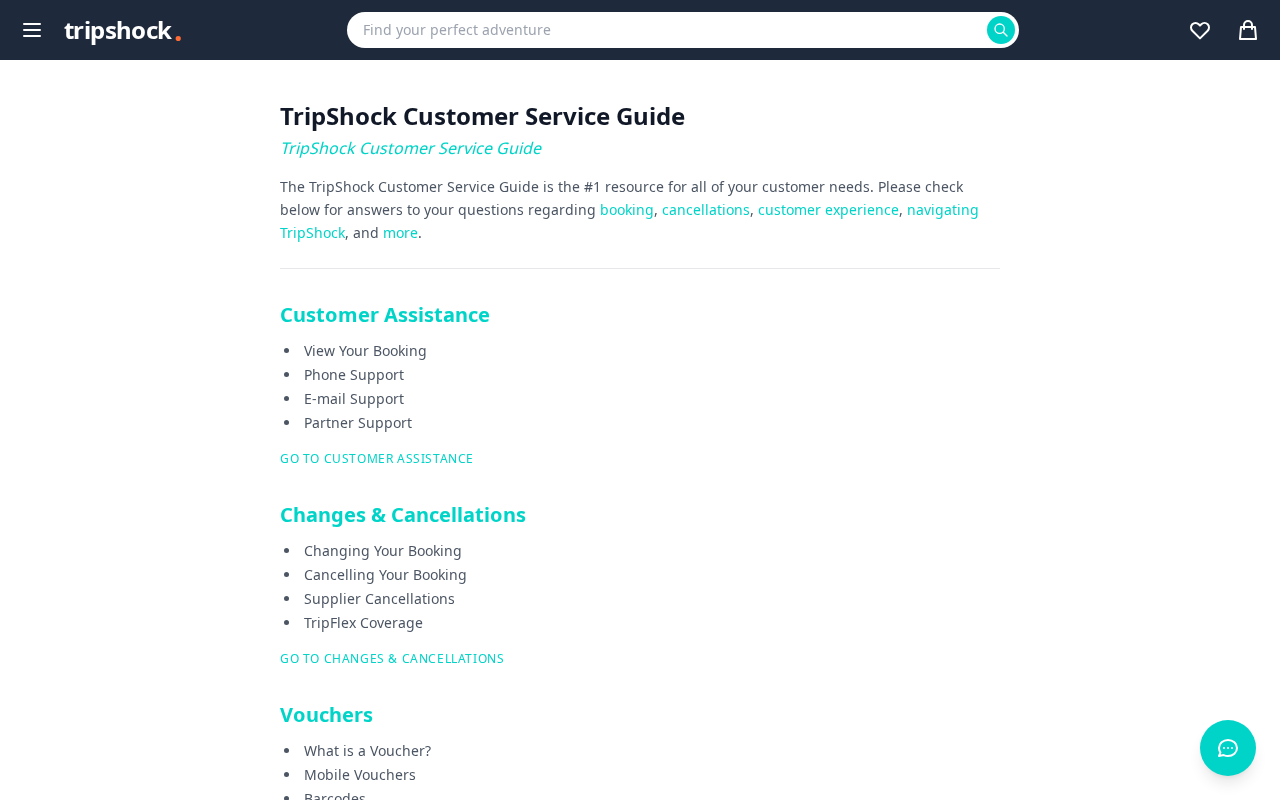 tripshock.
Find your perfect adventure
TripShock Customer Service Guide
TripShock Customer Service Guide
The TripShock Customer Service Guide is the #1 resource for all of your customer needs. Please check
below for answers to your questions regarding booking, cancellations, customer experience, navigating
TripShock, and more.
Customer Assistance
• View Your Booking
• Phone Support
• E-mail Support
• Partner Support
GO TO CUSTOMER ASSISTANCE
Changes & Cancellations
• Changing Your Booking
• Cancelling Your Booking
• Supplier Cancellations
• TripFlex Coverage
GO TO CHANGES & CANCELLATIONS
Vouchers
• What is a Voucher?
• Mobile Vouchers
• Barcodes